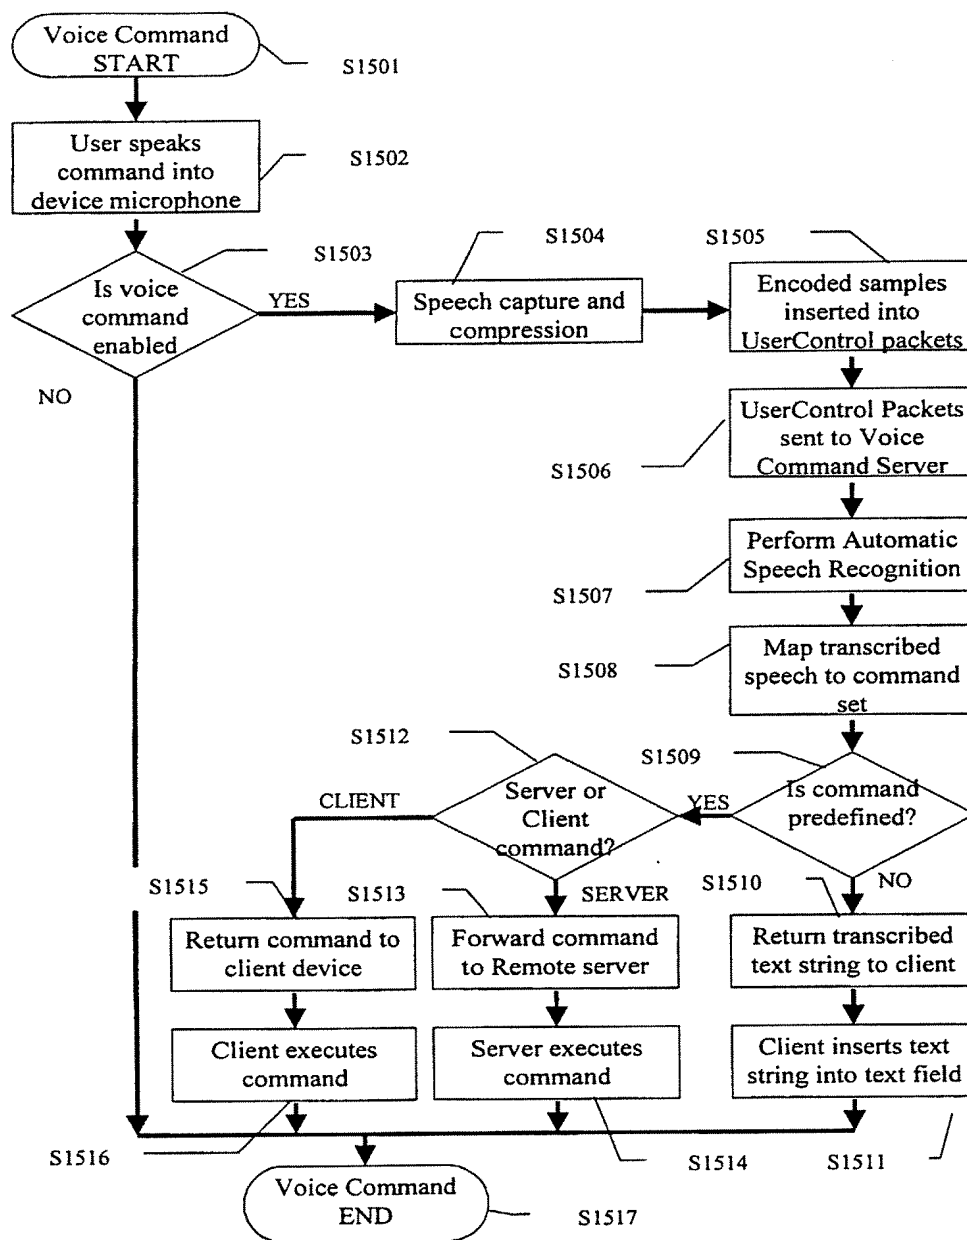 Voice Command
START
S1501
User speaks
command into
device microphone
S1502
Is voice
command
enabled
S1503
YES
NO
Speech capture and
compression
S1504
Encoded samples
inserted into
UserControl packets
S1505
UserControl Packets
sent to Voice
Command Server
S1506
Perform Automatic
Speech Recognition
S1507
Map transcribed
speech to command
set
S1508
Is command
predefined?
S1509
YES
NO
Server or
Client
command?
S1512
CLIENT
SERVER
Return command to
client device
S1515
Forward command
to Remote server
S1513
Return transcribed
text string to client
S1510
Client executes
command
S1516
Server executes
command
S1514
Client inserts text
string into text field
S1511
Voice Command
END
S1517